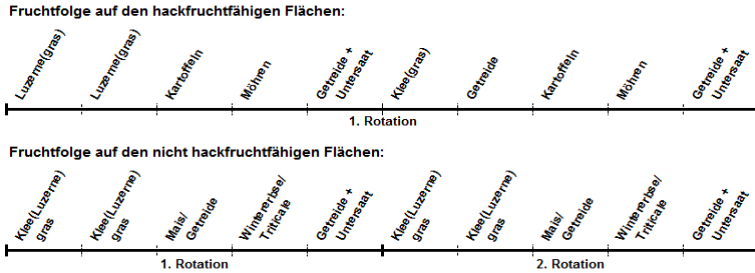 Fruchtfolge auf den hackfruchtfähigen Flächen:
Luzerne(gras)
Luzerne(gras)
Kartoffeln
Möhren
Getreide +
Untersaat
Klee(gras)
Getreide
Kartoffeln
Möhren
Getreide +
Untersaat
1. Rotation
Fruchtfolge auf den nicht hackfruchtfähigen Flächen:
Klee(Luzerne)
gras
Klee(Luzerne)
gras
Mais/
Getreide
Wintererbse/
Triticale
Getreide +
Untersaat
Klee(Luzerne)
gras
Klee(Luzerne)
gras
Mais/
Getreide
Wintererbse/
Triticale
Getreide +
Untersaat
1. Rotation
2. Rotation